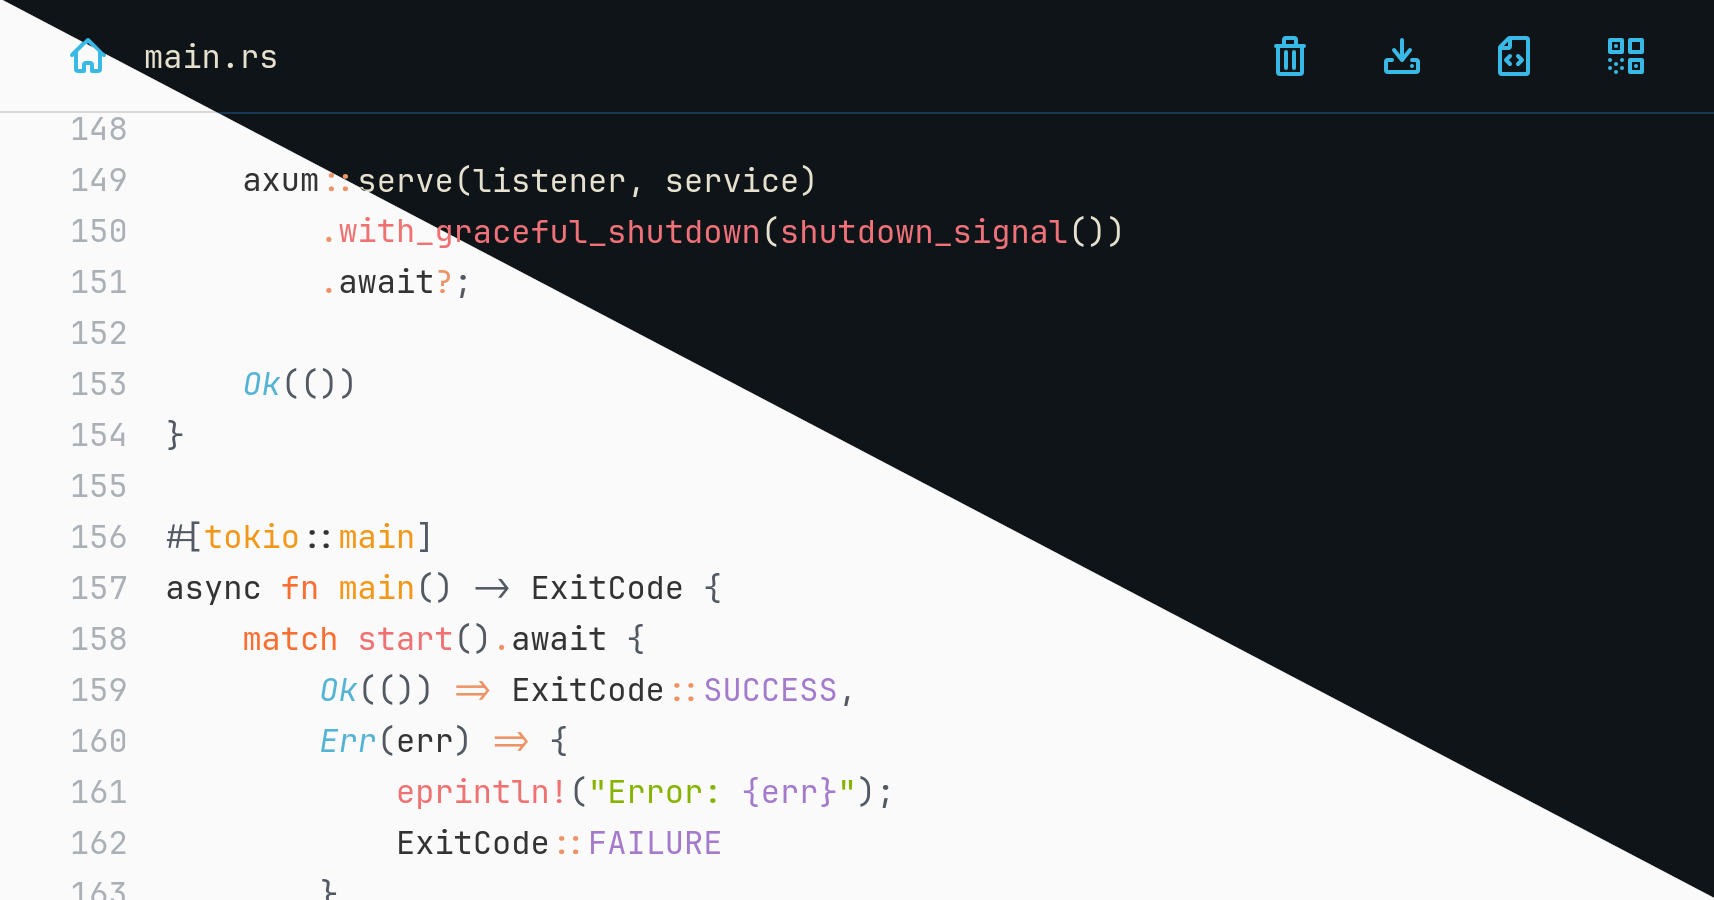 main.rs
148
149 axum::serve(listener, service)
150 .with_graceful_shutdown(shutdown_signal())
151 .await?;
152
153 Ok(())
154 }
155
156 #[tokio::main]
157 async fn main() -> ExitCode {
158 match start().await {
159 Ok(()) => ExitCode::SUCCESS,
160 Err(err) => {
161 eprintln!("Error: {err}");
162 ExitCode::FAILURE
163 }